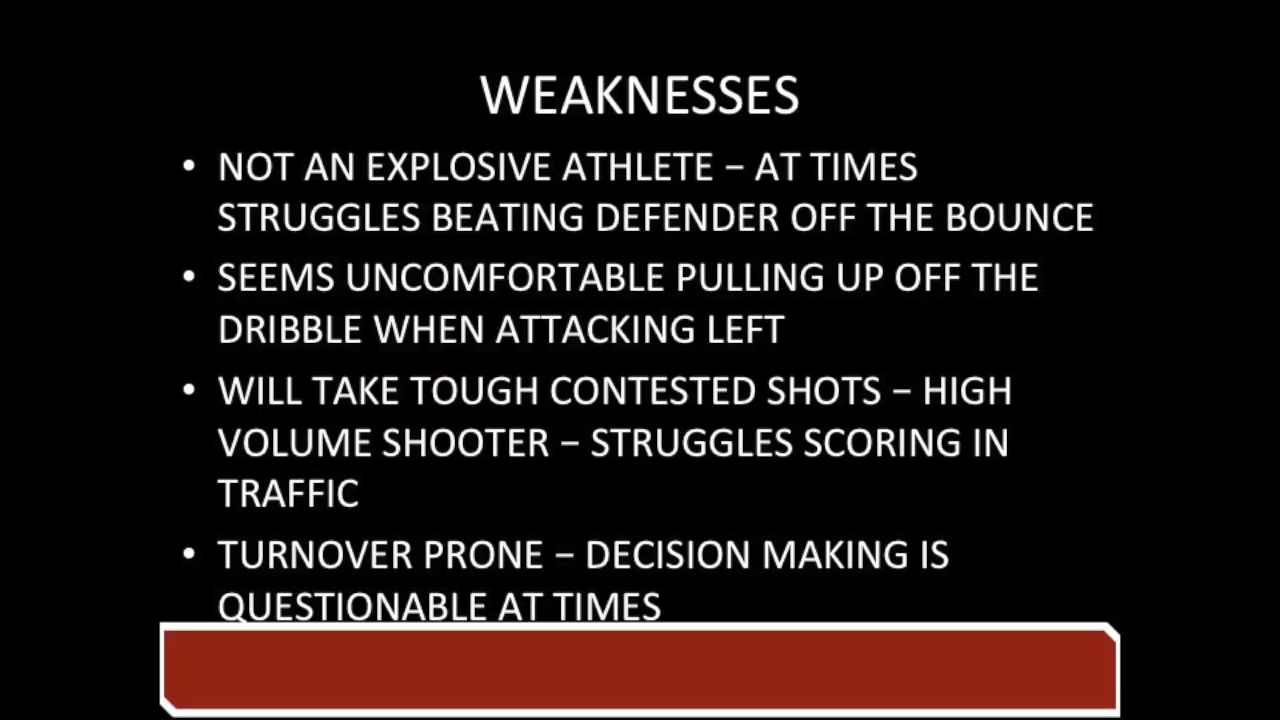 WEAKNESSES
• NOT AN EXPLOSIVE ATHLETE – AT TIMES
STRUGGLES BEATING DEFENDER OFF THE BOUNCE
• SEEMS UNCOMFORTABLE PULLING UP OFF THE
DRIBBLE WHEN ATTACKING LEFT
• WILL TAKE TOUGH CONTESTED SHOTS – HIGH
VOLUME SHOOTER – STRUGGLES SCORING IN
TRAFFIC
• TURNOVER PRONE – DECISION MAKING IS
QUESTIONABLE AT TIMES